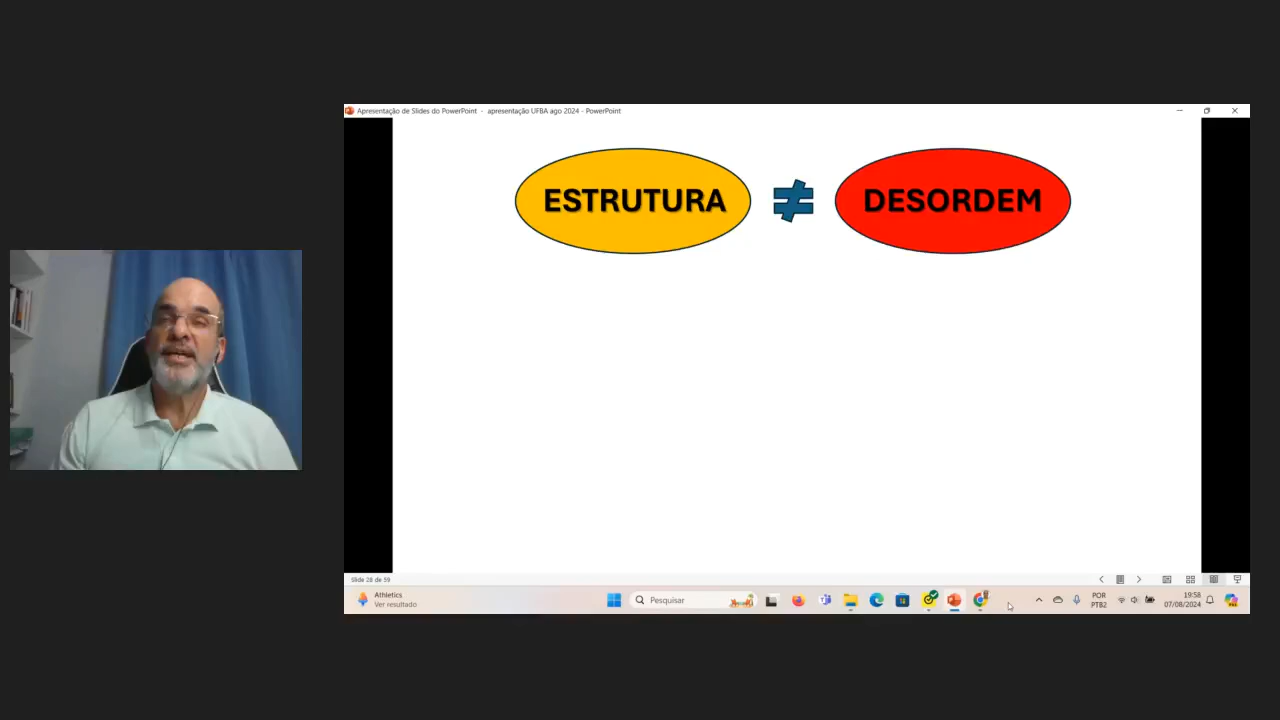 Apresentação de Slides do PowerPoint - apresentação UFBA ago 2024 - PowerPoint
ESTRUTURA ≠ DESORDEM
Slide 28 de 59
Athletics
Ver resultado
Pesquisar
POR
PTB2
19:58
07/08/2024